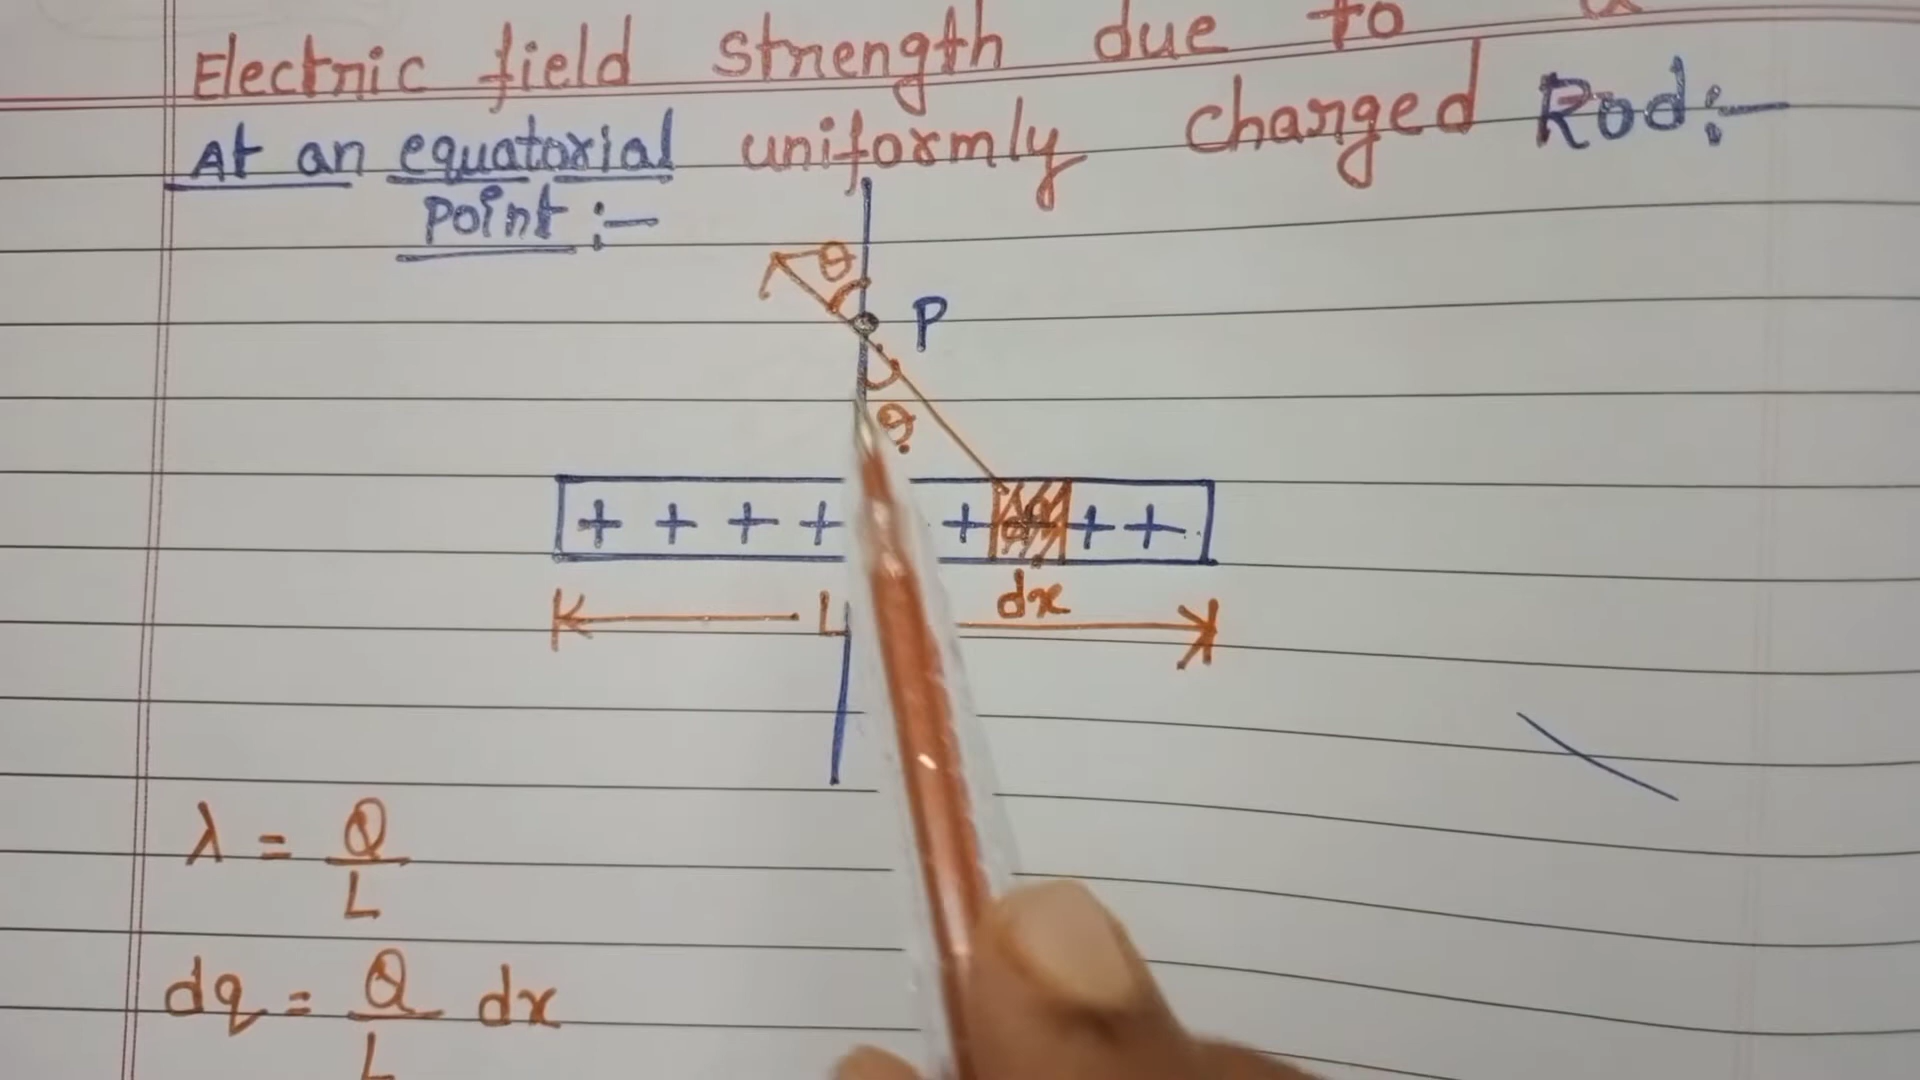 Electric field strength due to a
At an equatorial uniformly charged Rod:-
Point :-
θ
P
θ
+ + + + + + + +
dx
L
λ = Q/L
dq = Q/L dx